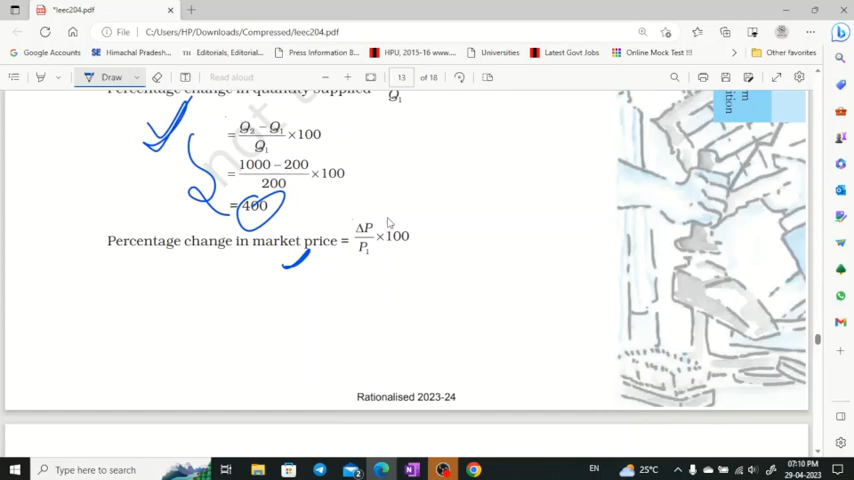 *leec204.pdf
File
C:/Users/HP/Downloads/Compressed/leec204.pdf
Google Accounts
Himachal Pradesh...
Editorials, Editorial...
Press Information B...
HPU, 2015-16 www....
Universities
Latest Govt Jobs
Online Mock Test !!!
Other favorites
Draw
Read aloud
13 of 18
Percentage change in quantity supplied
Q₁
= (Q₂ − Q₁)/Q₁ ×100
= (1000 − 200)/200 ×100
= 400
Percentage change in market price = ΔP/P₁ ×100
Rationalised 2023-24
not
Type here to search
EN
25°C
07:10 PM
29-04-2023